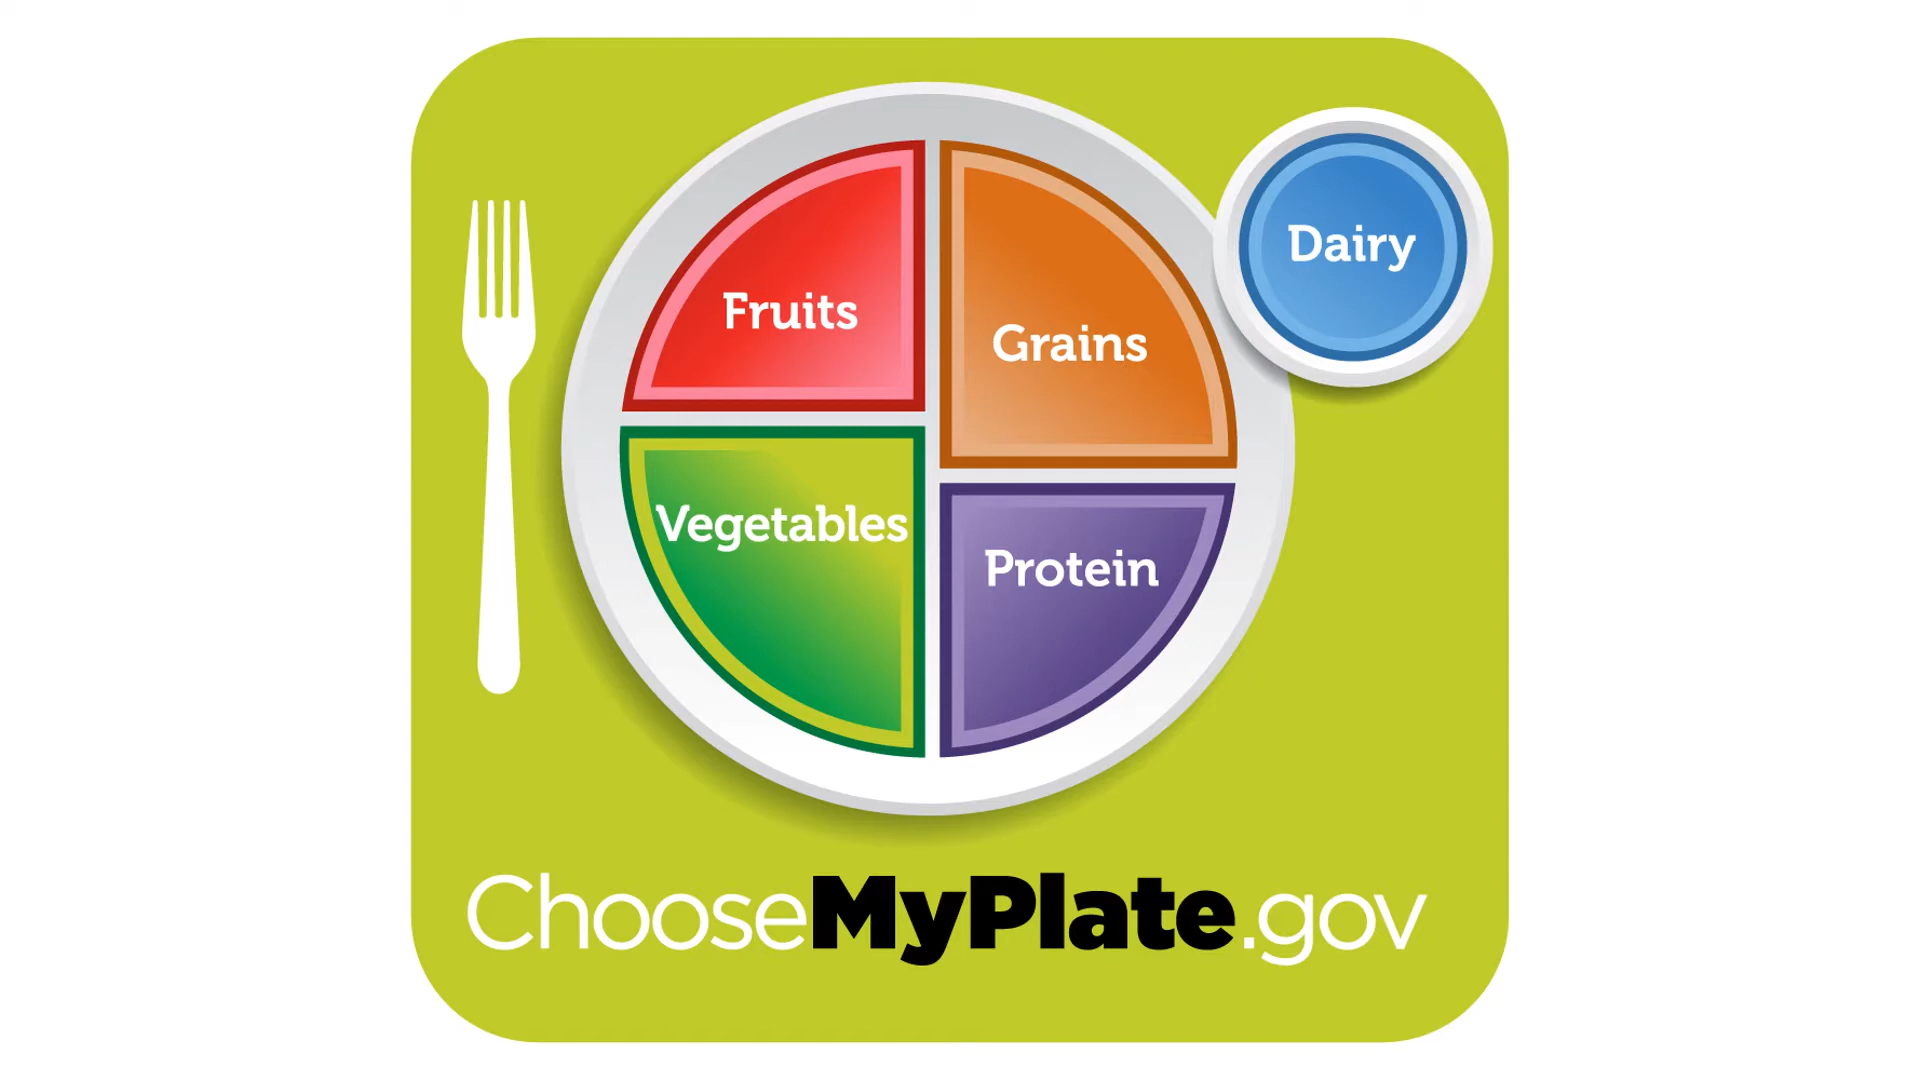 Fruits
Grains
Dairy
Vegetables
Protein
ChooseMyPlate.gov